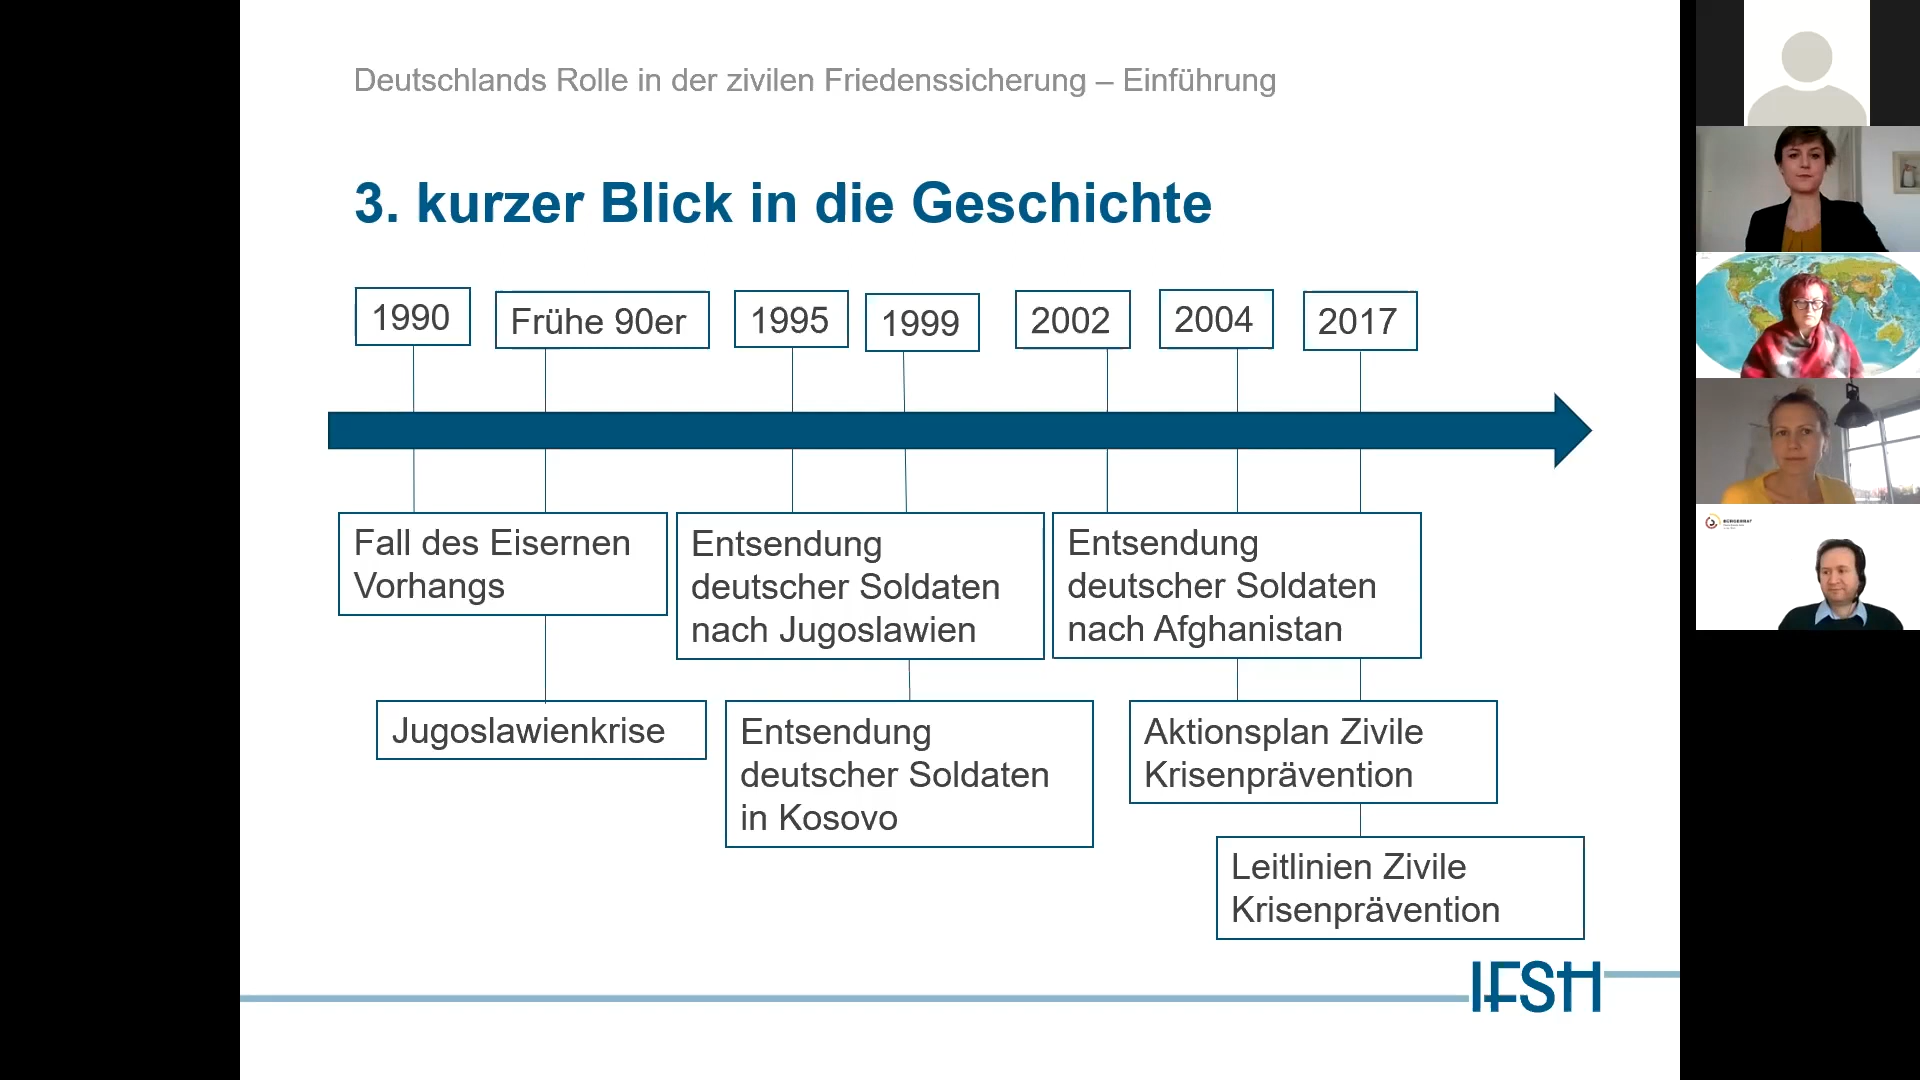 Deutschlands Rolle in der zivilen Friedenssicherung – Einführung
3. kurzer Blick in die Geschichte
1990
Frühe 90er
1995
1999
2002
2004
2017
Fall des Eisernen
Vorhangs
Entsendung
deutscher Soldaten
nach Jugoslawien
Entsendung
deutscher Soldaten
nach Afghanistan
Jugoslawienkrise
Entsendung
deutscher Soldaten
in Kosovo
Aktionsplan Zivile
Krisenprävention
Leitlinien Zivile
Krisenprävention
IFSH